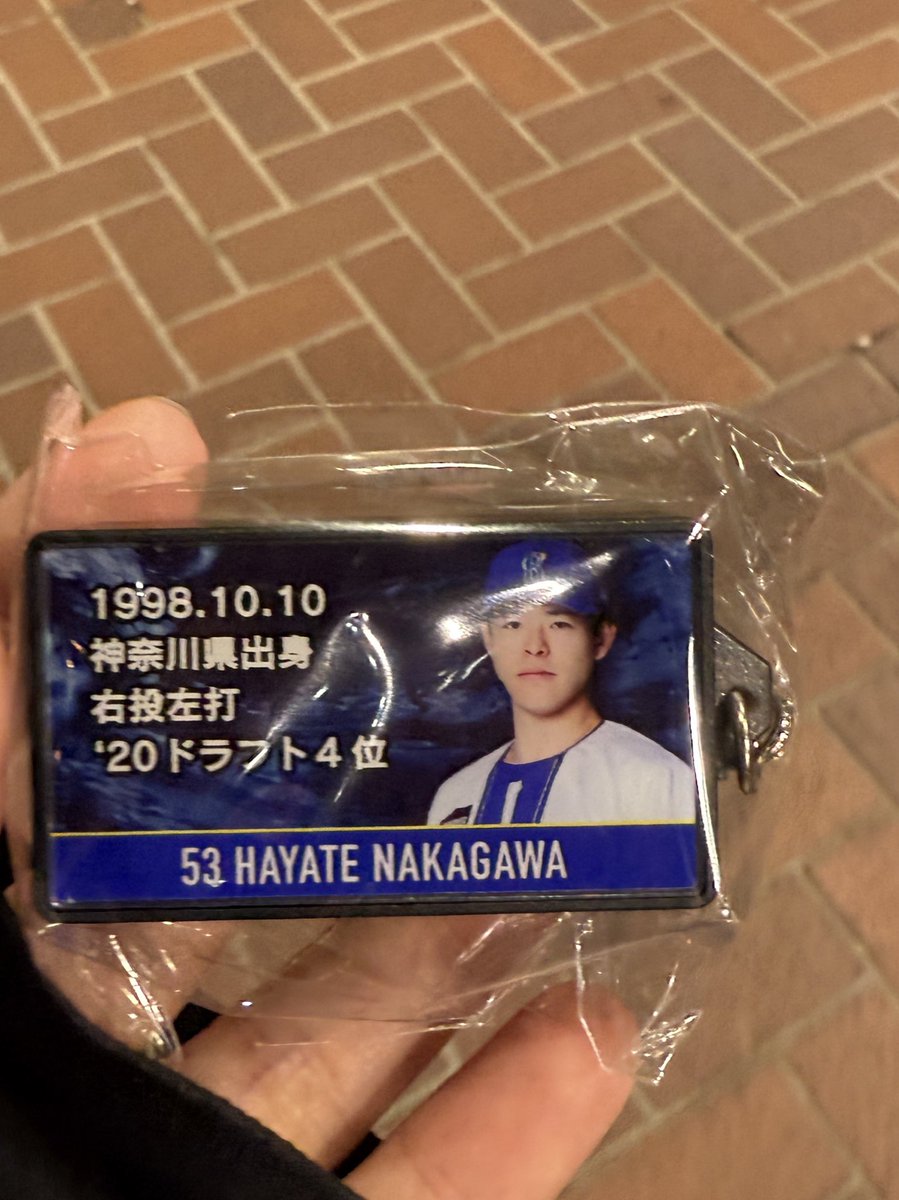 1998.10.10
神奈川県出身
右投左打
‘20ドラフト4位
53 HAYATE NAKAGAWA